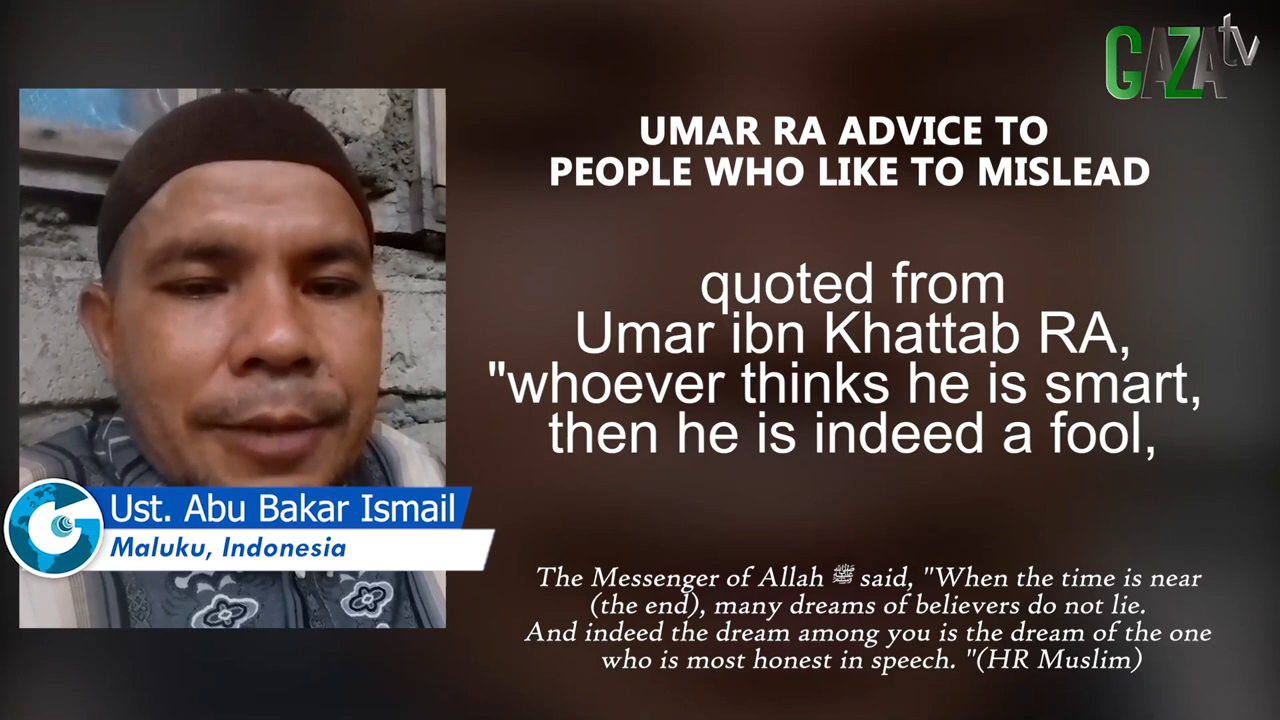 GAZA tv
UMAR RA ADVICE TO
PEOPLE WHO LIKE TO MISLEAD
quoted from
Umar ibn Khattab RA,
"whoever thinks he is smart,
then he is indeed a fool,
Ust. Abu Bakar Ismail
Maluku, Indonesia
The Messenger of Allah ﷺ said, "When the time is near
(the end), many dreams of believers do not lie.
And indeed the dream among you is the dream of the one
who is most honest in speech. "(HR Muslim)